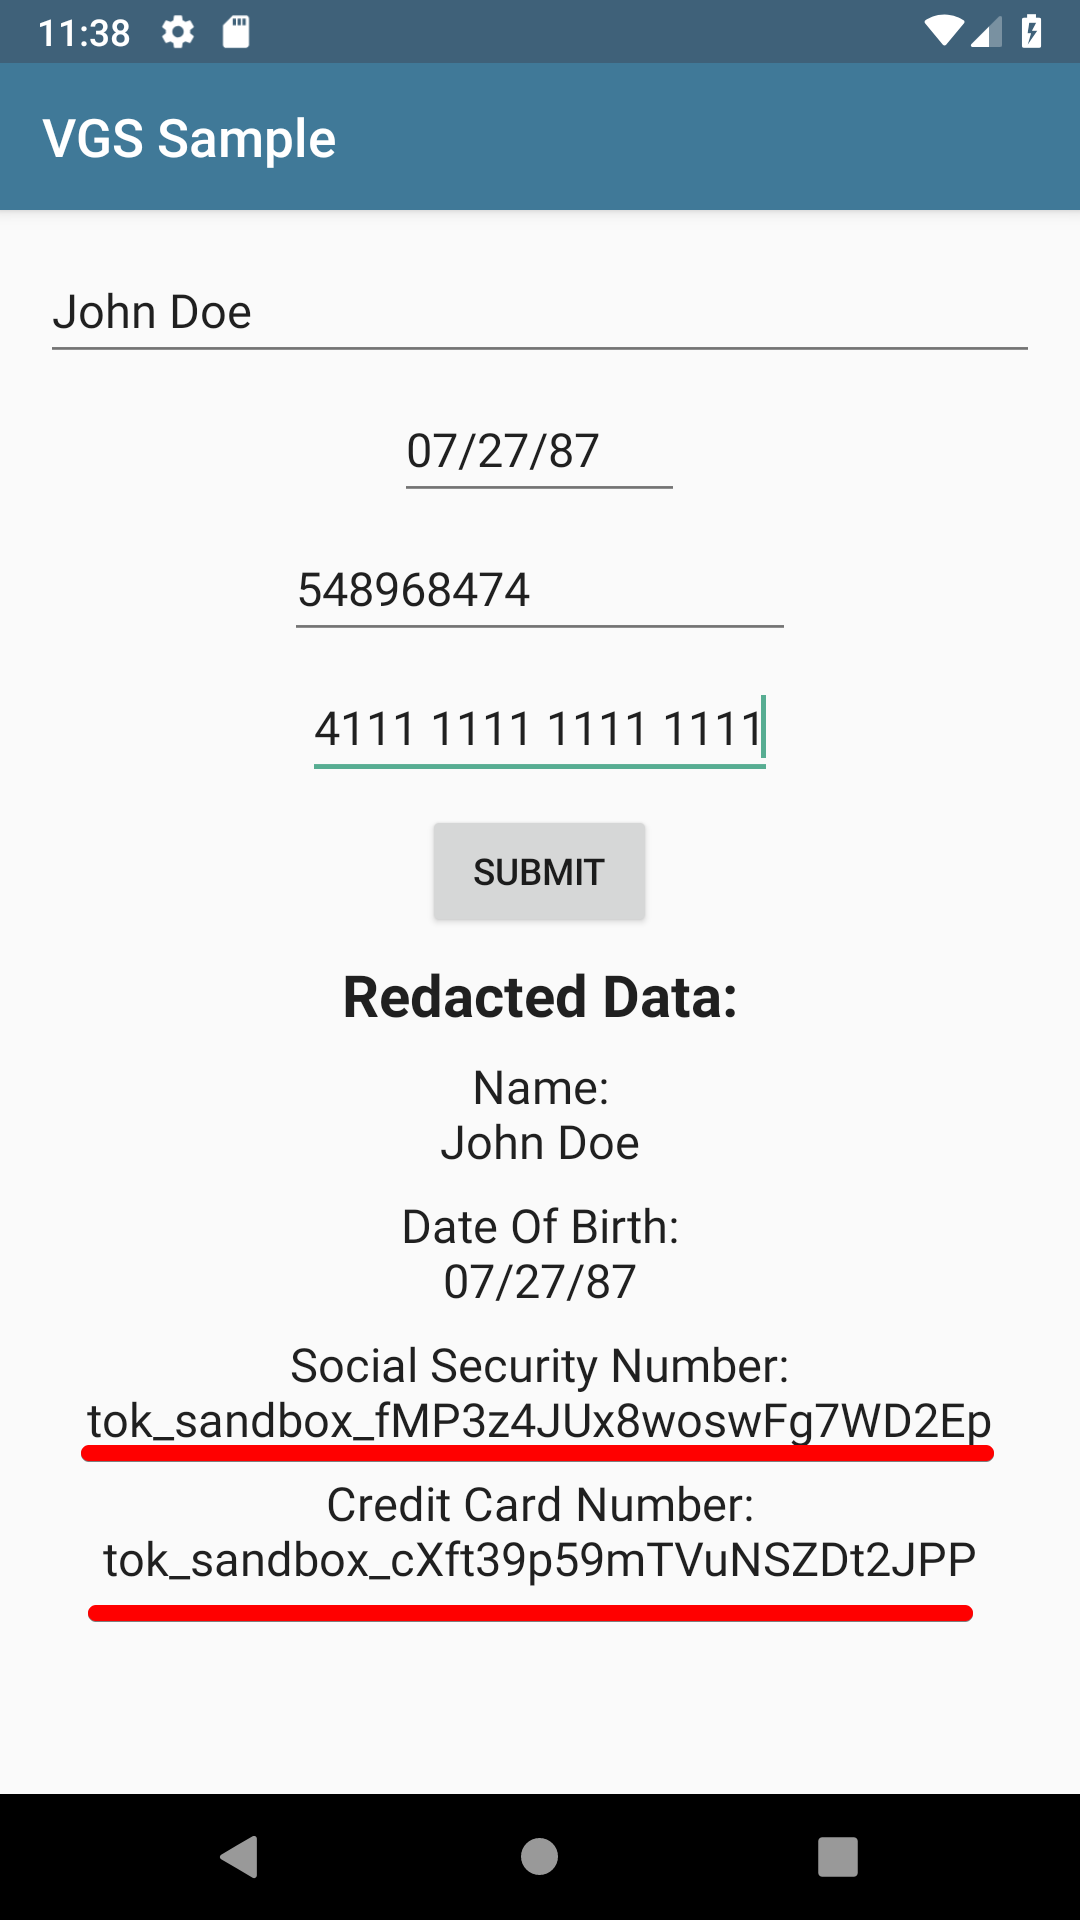 11:38
VGS Sample
John Doe
07/27/87
548968474
4111 1111 1111 1111
SUBMIT
Redacted Data:
Name:
John Doe
Date Of Birth:
07/27/87
Social Security Number:
tok_sandbox_fMP3z4JUx8woswFg7WD2Ep
Credit Card Number:
tok_sandbox_cXft39p59mTVuNSZDt2JPP